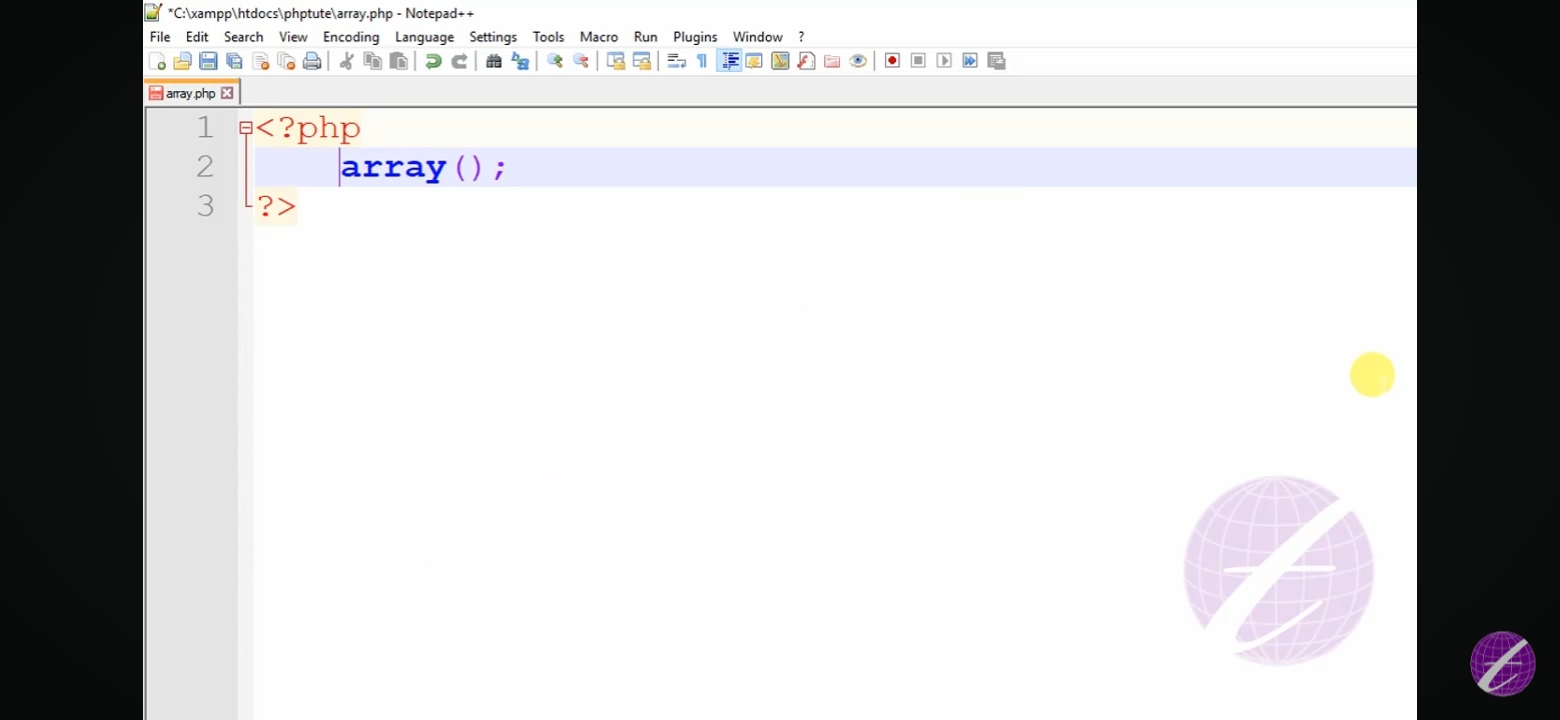 *C:\xampp\htdocs\phptute\array.php - Notepad++
File Edit Search View Encoding Language Settings Tools Macro Run Plugins Window ?
array.php
1 <?php
2 array();
3 ?>